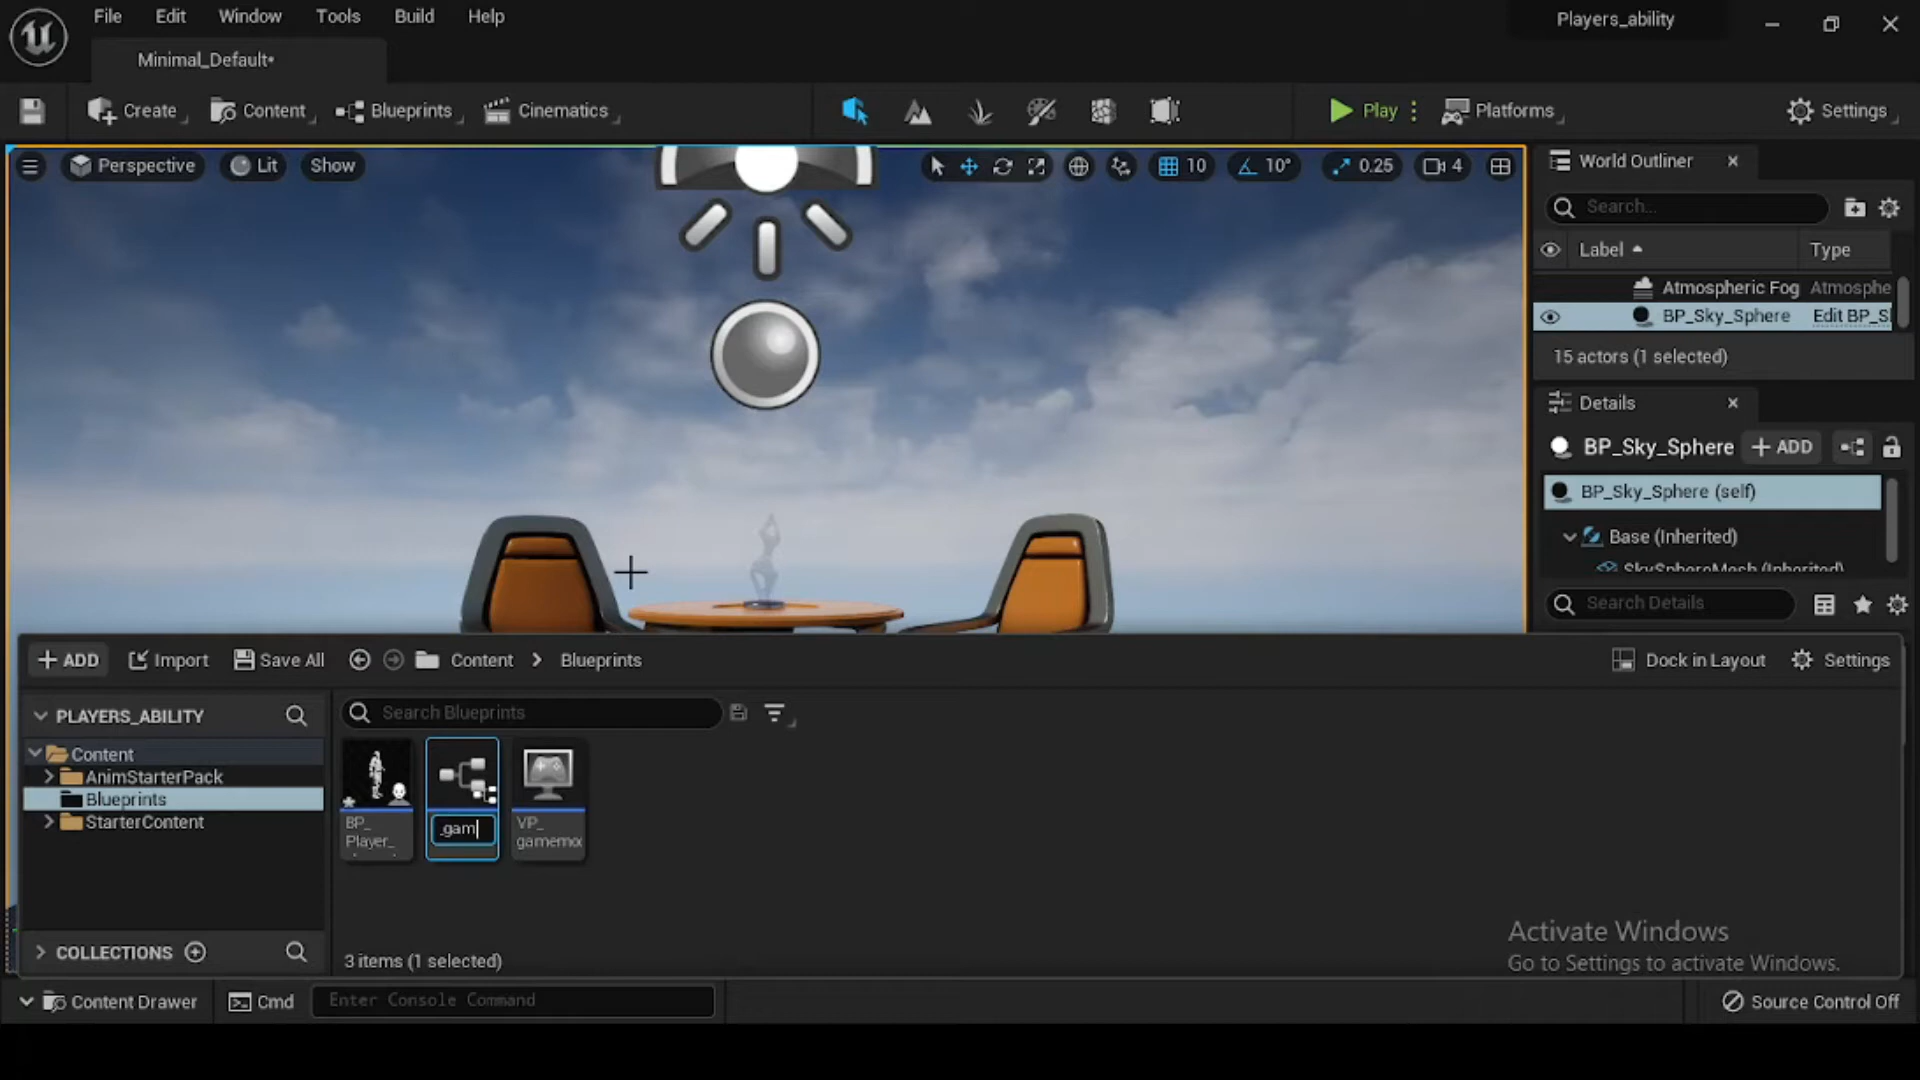 File Edit Window Tools Build Help Players_ability
Minimal_Default•
Create Content Blueprints Cinematics Play Platforms Settings
Perspective Lit Show 10 10° 0.25 4 World Outliner
Search...
Label Type
Atmospheric Fog Atmosphe
BP_Sky_Sphere Edit BP_S
15 actors (1 selected)
Details
BP_Sky_Sphere + ADD
BP_Sky_Sphere (self)
Base (Inherited)
SkySphereMesh (Inherited)
Search Details
+ ADD Import Save All Content Blueprints Dock in Layout Settings
PLAYERS_ABILITY Search Blueprints
Content
AnimStarterPack
Blueprints
StarterContent
BP_
Player_
_gam
VP_
gamemo
COLLECTIONS 3 items (1 selected)
Activate Windows
Go to Settings to activate Windows.
Content Drawer Cmd Enter Console Command Source Control Off